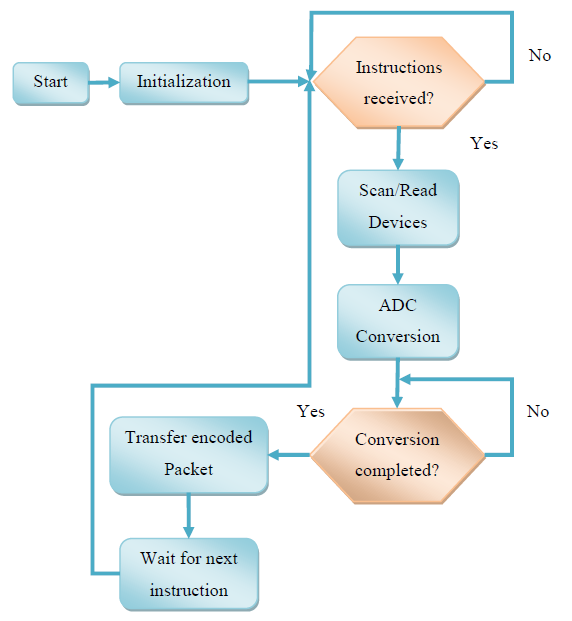 Start
Initialization
Instructions
received?
No
Yes
Scan/Read
Devices
ADC
Conversion
Yes
No
Conversion
completed?
Transfer encoded
Packet
Wait for next
instruction